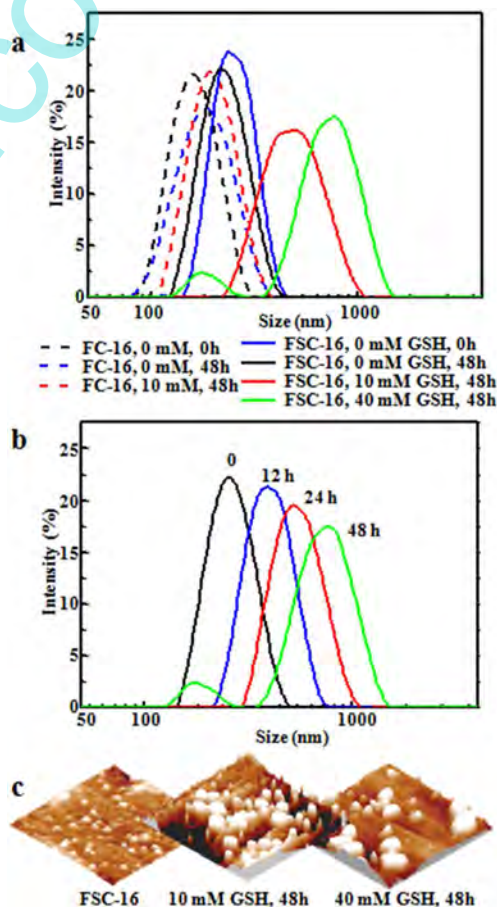 co
a
25
20
15
10
5
0
Intensity (%)
50 100 1000
Size (nm)
FC-16, 0 mM, 0h
FC-16, 0 mM, 48h
FC-16, 10 mM, 48h
FSC-16, 0 mM GSH, 0h
FSC-16, 0 mM GSH, 48h
FSC-16, 10 mM GSH, 48h
FSC-16, 40 mM GSH, 48h
b
25
20
15
10
5
0
Intensity (%)
0
12 h
24 h
48 h
50 100 1000
Size (nm)
c
FSC-16 10 mM GSH, 48h 40 mM GSH, 48h